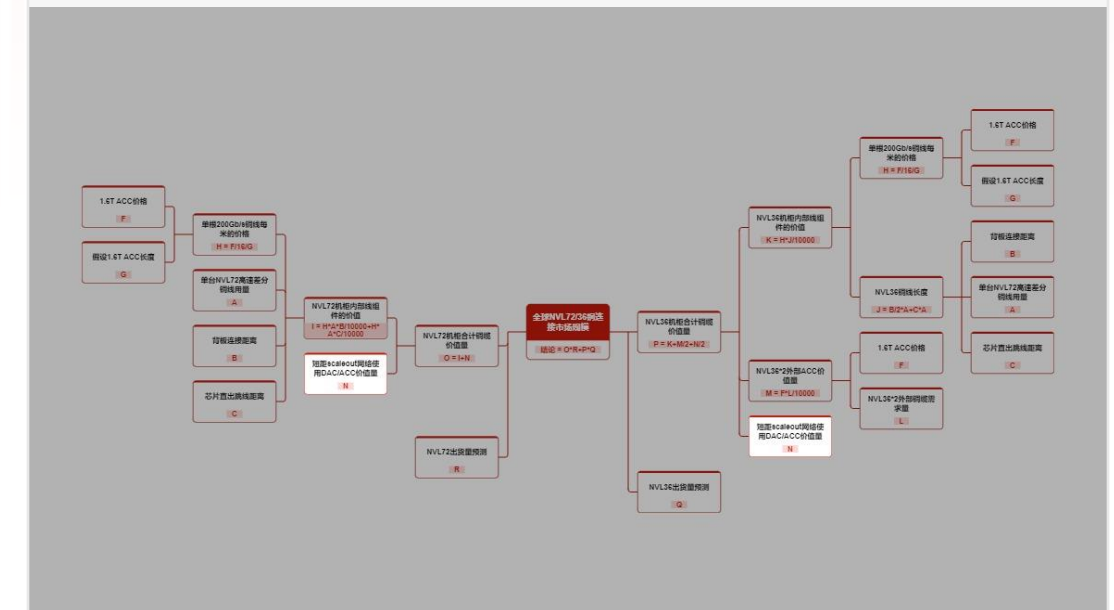 1.6T ACC价格
F
假设1.6T ACC长度
G
单根200Gb/s铜线每
米的价格
H = F/16/G
单台NVL72高速差分
铜线用量
A
背板连接距离
B
芯片直出跳线距离
C
NVL72机柜内部线组
件的价值
I = H*A*B/10000+H*
A*C/10000
短距scaleout网络使
用DAC/ACC价值量
N
NVL72机柜合计铜缆
价值量
O = I+N
NVL72出货量预测
R
全球NVL72/36铜连
接市场规模
结论 = O*R+P*Q
NVL36机柜合计铜缆
价值量
P = K+M/2+N/2
NVL36出货量预测
Q
NVL36机柜内部线组
件的价值
K = H*J/10000
NVL36*2外部ACC价
值量
M = F*L/10000
短距scaleout网络使
用DAC/ACC价值量
N
单根200Gb/s铜线每
米的价格
H = F/16/G
NVL36铜线长度
J = B/2*A+C*A
1.6T ACC价格
F
NVL36*2外部铜缆需
求量
L
1.6T ACC价格
F
假设1.6T ACC长度
G
背板连接距离
B
单台NVL72高速差分
铜线用量
A
芯片直出跳线距离
C